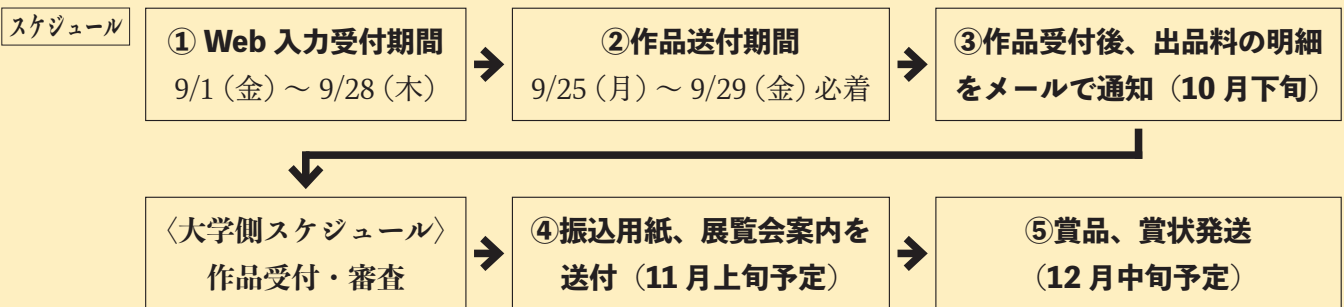 スケジュール
① Web 入力受付期間
9/1（金）～ 9/28（木）
②作品送付期間
9/25（月）～ 9/29（金）必着
③作品受付後、出品料の明細
をメールで通知（10 月下旬）
〈大学側スケジュール〉
作品受付・審査
④振込用紙、展覧会案内を
送付（11 月上旬予定）
⑤賞品、賞状発送
（12 月中旬予定）